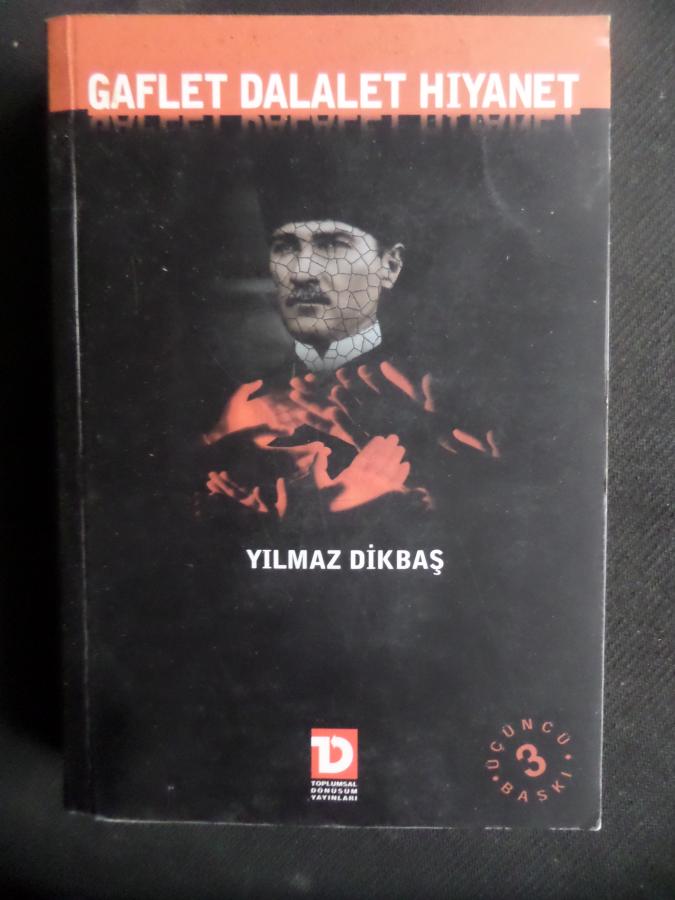 GAFLET DALALET HIYANET
YILMAZ DİKBAŞ
TD
TOPLUMSAL
DÖNÜŞÜM
YAYINLARI
ÜÇÜNCÜ
3
BASKI